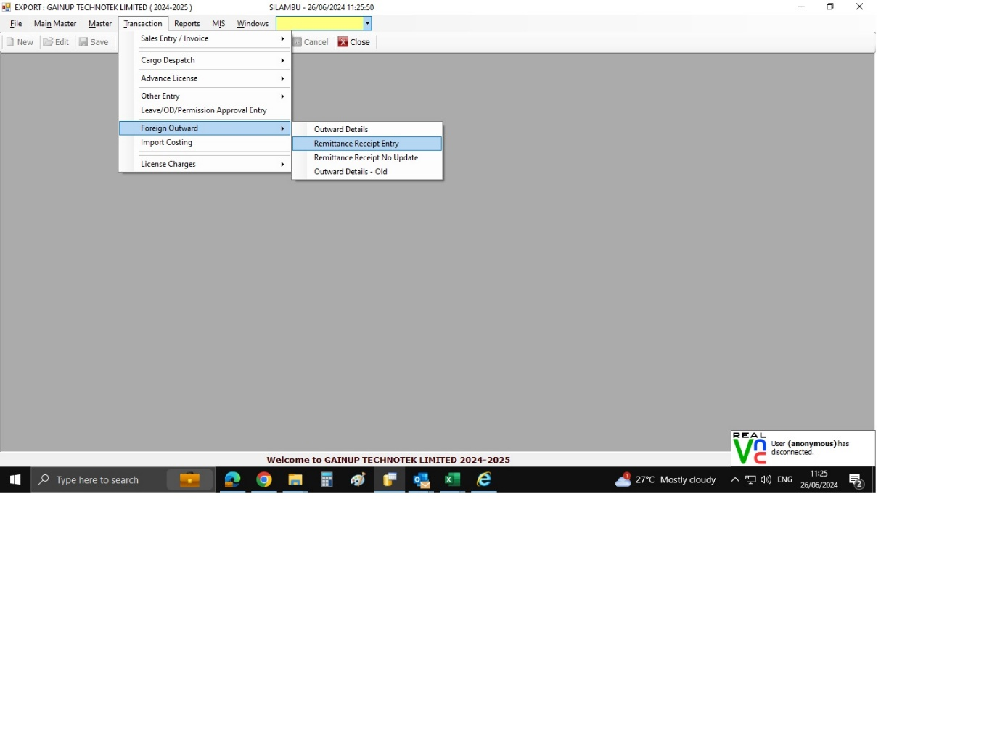 EXPORT : GAINUP TECHNOTEK LIMITED ( 2024-2025 )
SILAMBU - 26/06/2024 11:25:50
File Main Master Master Transaction Reports MIS Windows
New Edit Save Cancel Close
Sales Entry / Invoice
Cargo Despatch
Advance License
Other Entry
Leave/OD/Permission Approval Entry
Foreign Outward
Import Costing
License Charges
Outward Details
Remittance Receipt Entry
Remittance Receipt No Update
Outward Details - Old
REAL
VNC
User (anonymous) has
disconnected.
Welcome to GAINUP TECHNOTEK LIMITED 2024-2025
Type here to search
1
27°C Mostly cloudy
ENG
11:25
26/06/2024
2